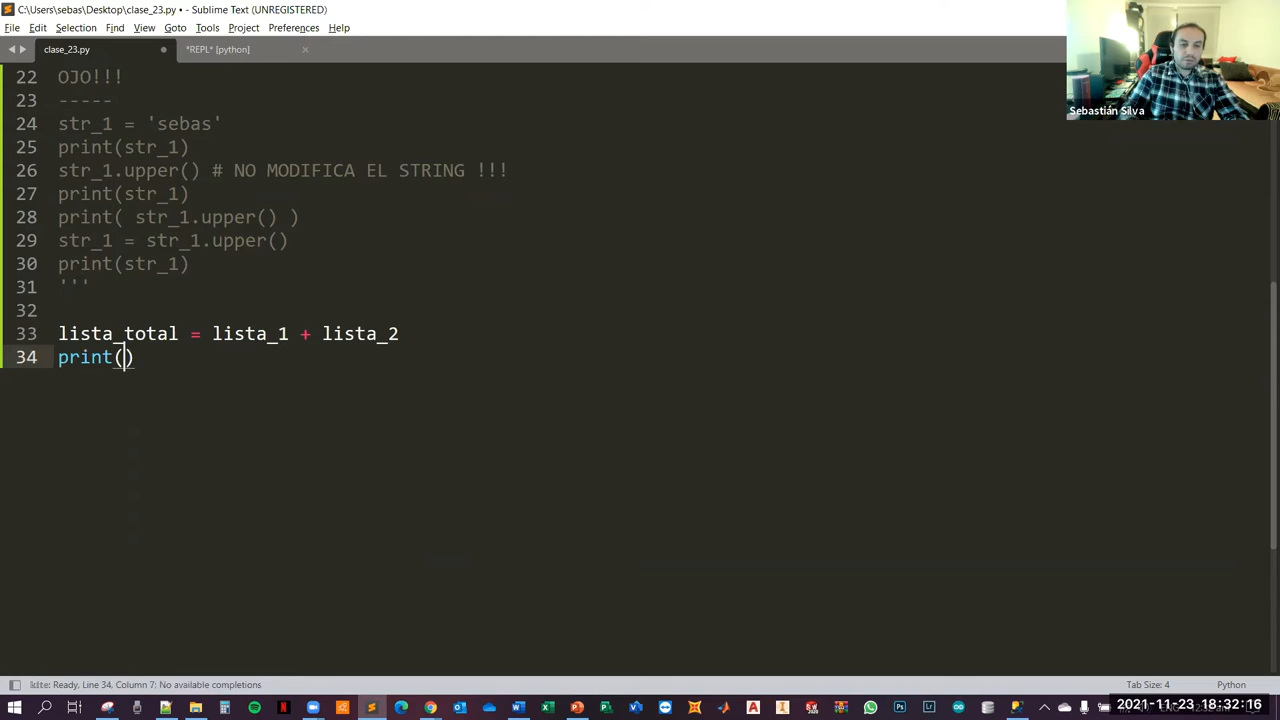 C:\Users\sebas\Desktop\clase_23.py • - Sublime Text (UNREGISTERED)
File Edit Selection Find View Goto Tools Project Preferences Help
clase_23.py *REPL* [python]
22 OJO!!!
23 -----
24 str_1 = 'sebas'
25 print(str_1)
26 str_1.upper() # NO MODIFICA EL STRING !!!
27 print(str_1)
28 print( str_1.upper() )
29 str_1 = str_1.upper()
30 print(str_1)
31 '''
32
33 lista_total = lista_1 + lista_2
34 print()
Sebastián Silva
Ready, Line 34, Column 7: No available completions
Tab Size: 4 Python
2021-11-23 18:32:16